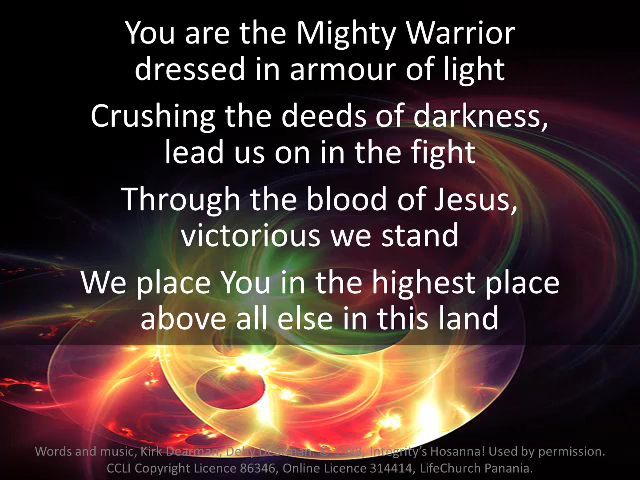 You are the Mighty Warrior
dressed in armour of light
Crushing the deeds of darkness,
lead us on in the fight
Through the blood of Jesus,
victorious we stand
We place You in the highest place
above all else in this land
Words and music, Kirk Dearman, Integrity's Hosanna! Used by permission.
CCLI Copyright Licence 86346, Online Licence 314414, LifeChurch Panania.